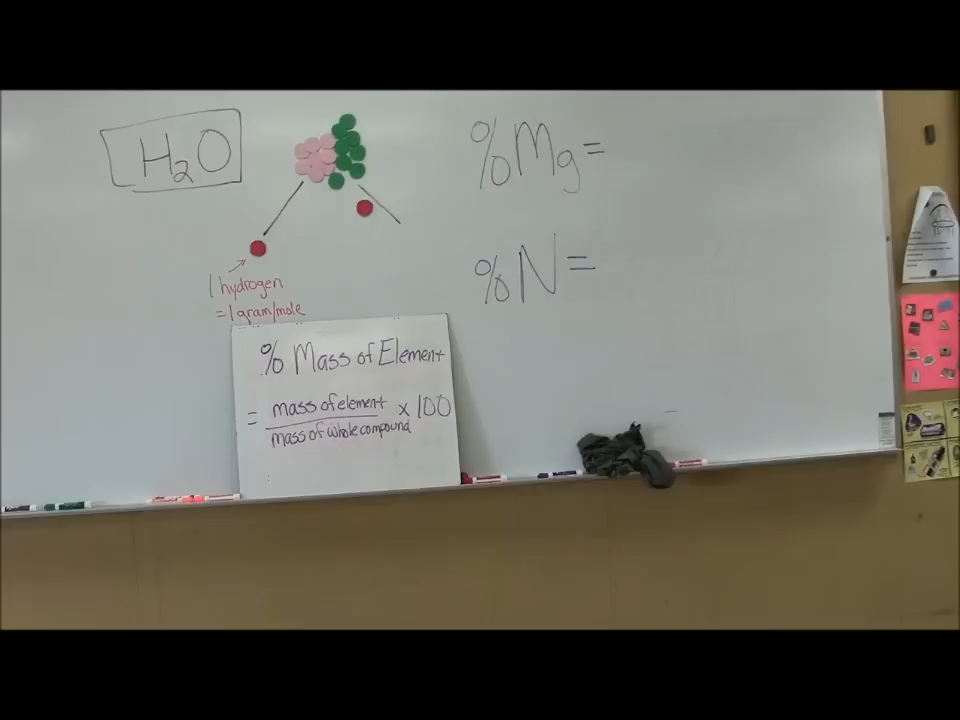 H₂O
1 hydrogen
= 1 gram/mole
% Mass of Element
= mass of element
mass of whole compound
x 100
%Mg=
%N=